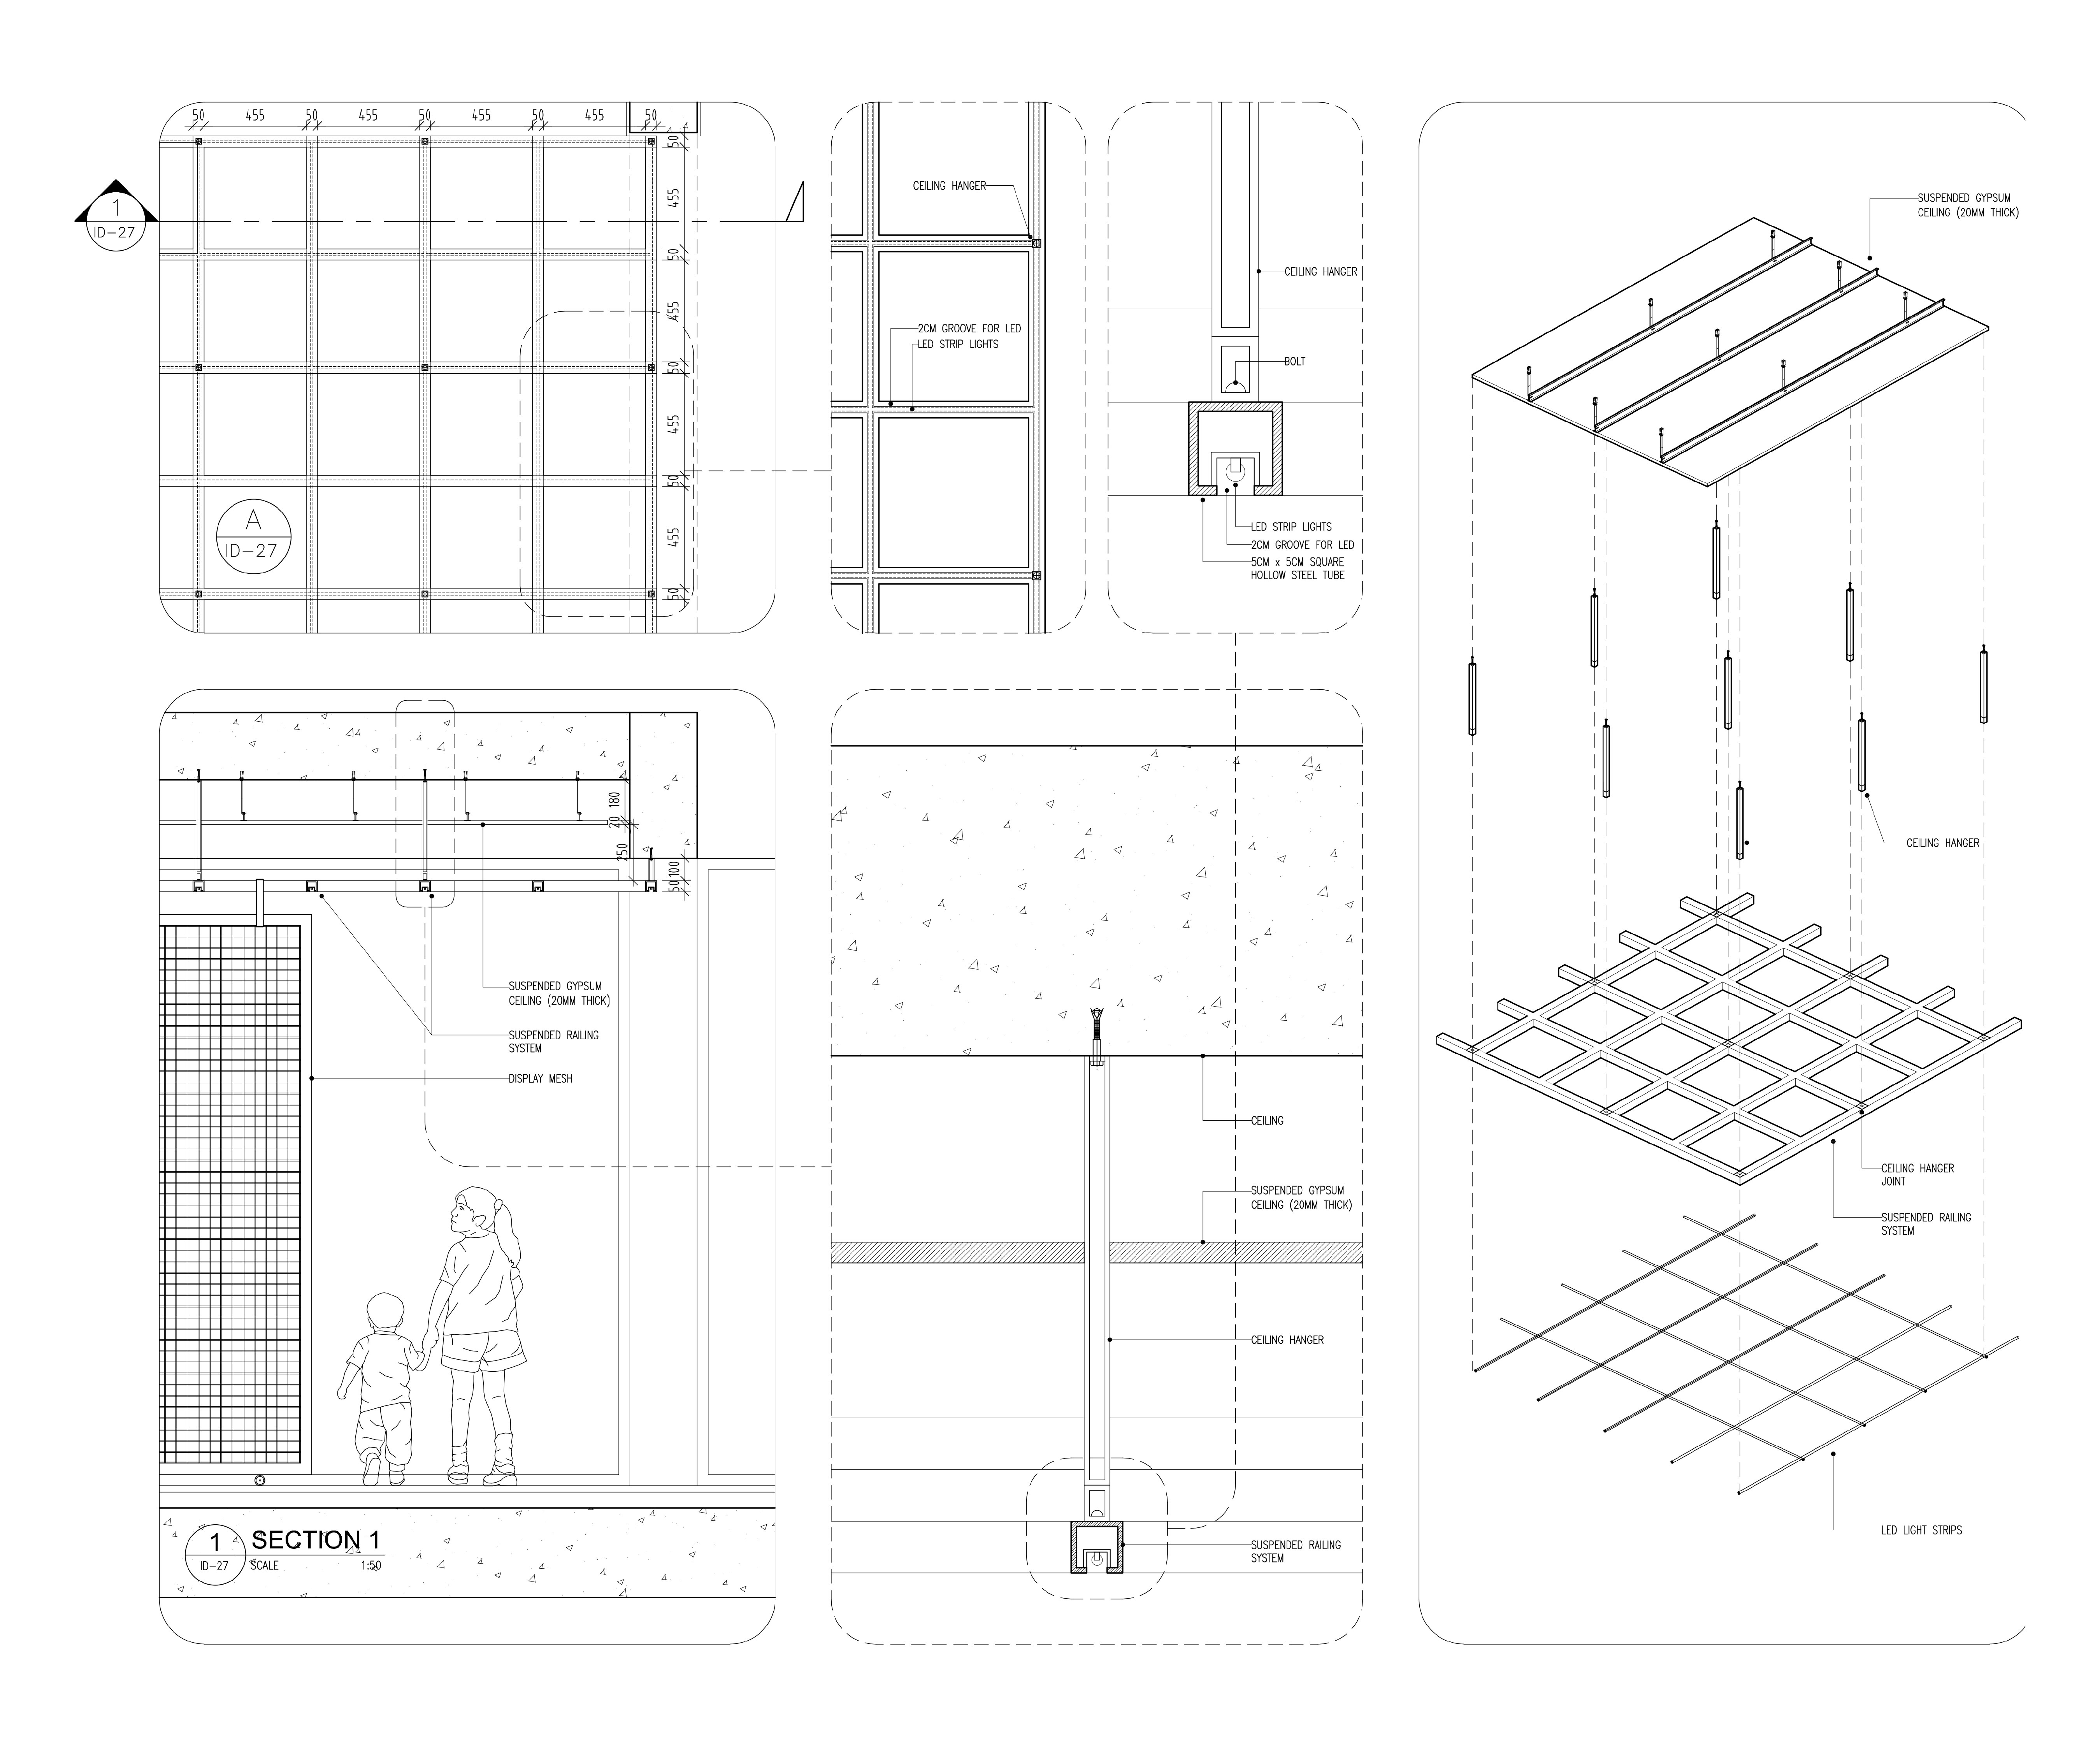 50 455 50 455 50 455 50 455 50
50
455
50
455
50
455
50
455
50
1
ID-27
A
ID-27
CEILING HANGER
2CM GROOVE FOR LED
LED STRIP LIGHTS
CEILING HANGER
BOLT
LED STRIP LIGHTS
2CM GROOVE FOR LED
5CM x 5CM SQUARE
HOLLOW STEEL TUBE
180
20
250
100
50
SUSPENDED GYPSUM
CEILING (20MM THICK)
SUSPENDED RAILING
SYSTEM
DISPLAY MESH
1
ID-27
SECTION 1
SCALE 1:50
CEILING
SUSPENDED GYPSUM
CEILING (20MM THICK)
CEILING HANGER
SUSPENDED RAILING
SYSTEM
SUSPENDED GYPSUM
CEILING (20MM THICK)
CEILING HANGER
CEILING HANGER
JOINT
SUSPENDED RAILING
SYSTEM
LED LIGHT STRIPS